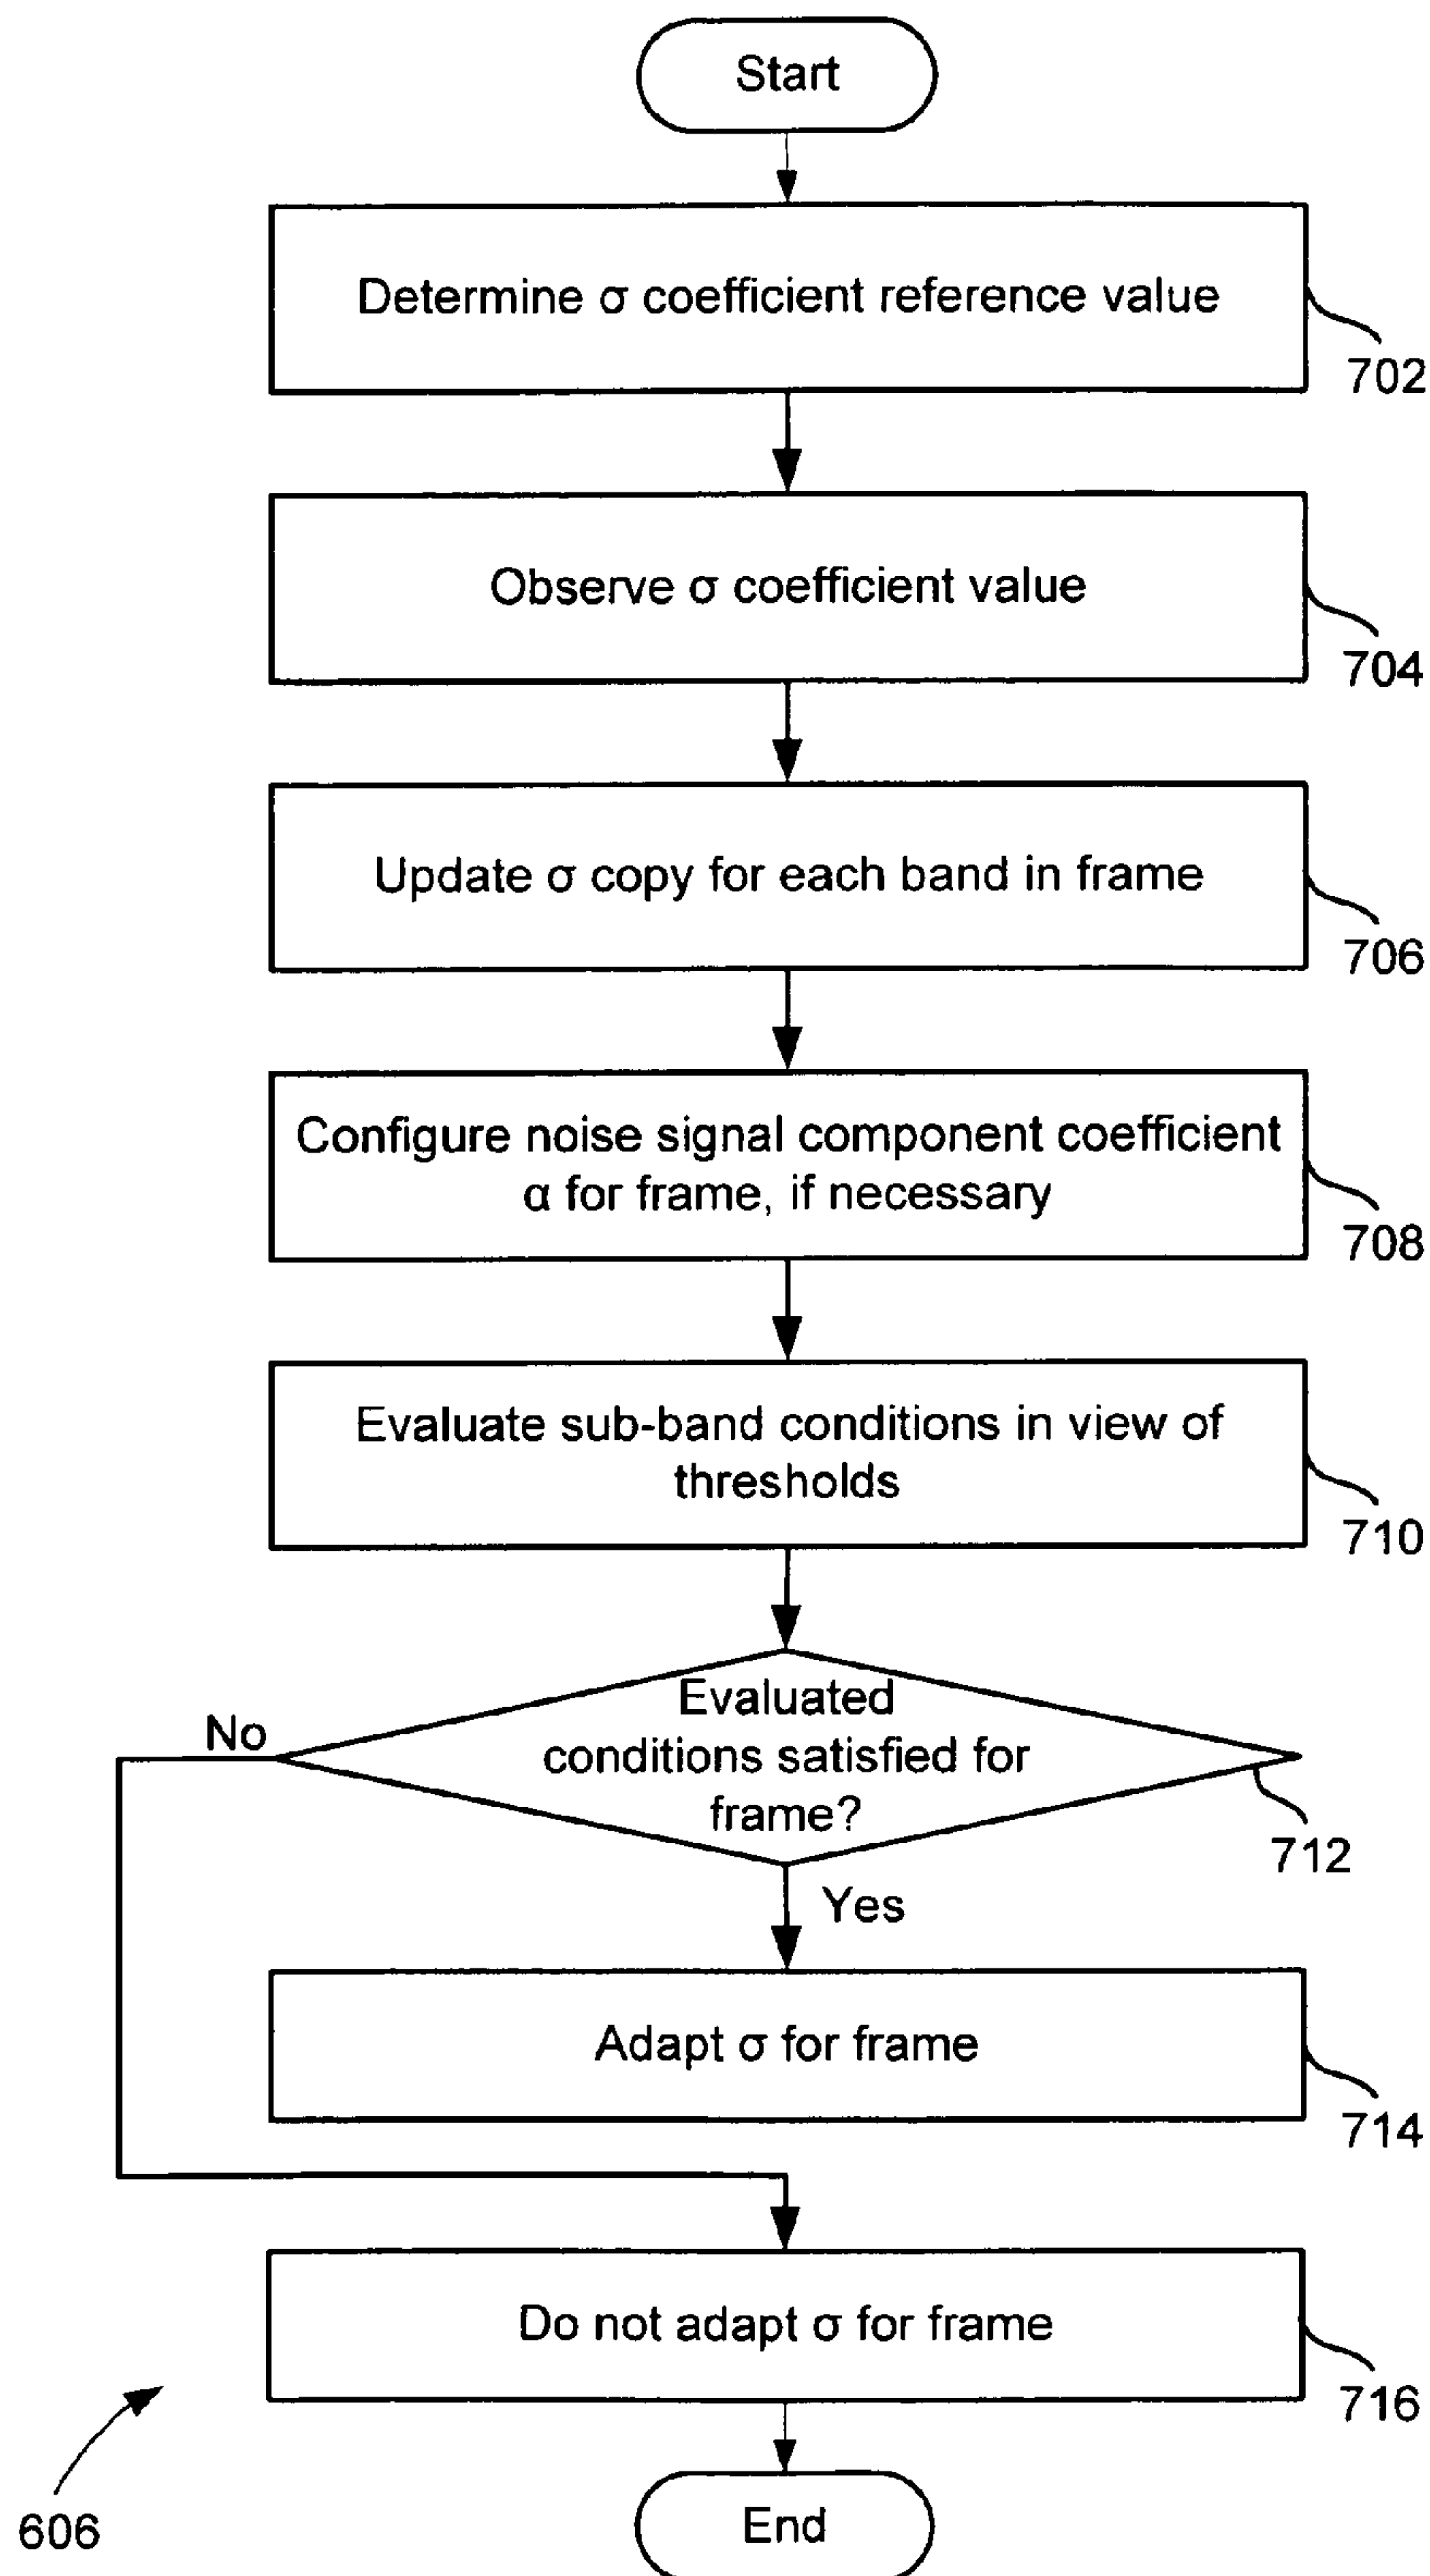 Start
Determine σ coefficient reference value
702
Observe σ coefficient value
704
Update σ copy for each band in frame
706
Configure noise signal component coefficient
α for frame, if necessary
708
Evaluate sub-band conditions in view of
thresholds
710
Evaluated
conditions satisfied for
frame?
No
712
Yes
Adapt σ for frame
714
Do not adapt σ for frame
716
606
End